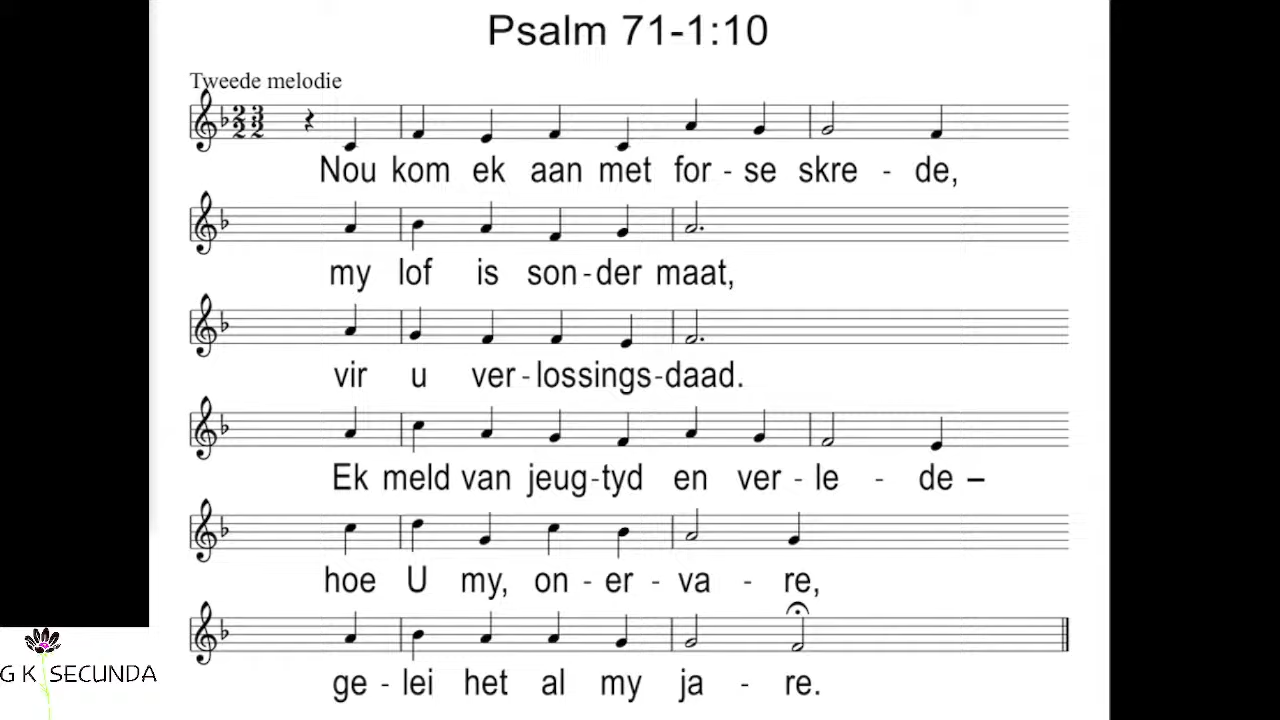 Psalm 71-1:10
Tweede melodie
Nou kom ek aan met for - se skre - de,
my lof is son - der maat,
vir u ver - lossings - daad.
Ek meld van jeug - tyd en ver - le - de –
hoe U my, on - er - va - re,
ge - lei het al my ja - re.
G K SECUNDA